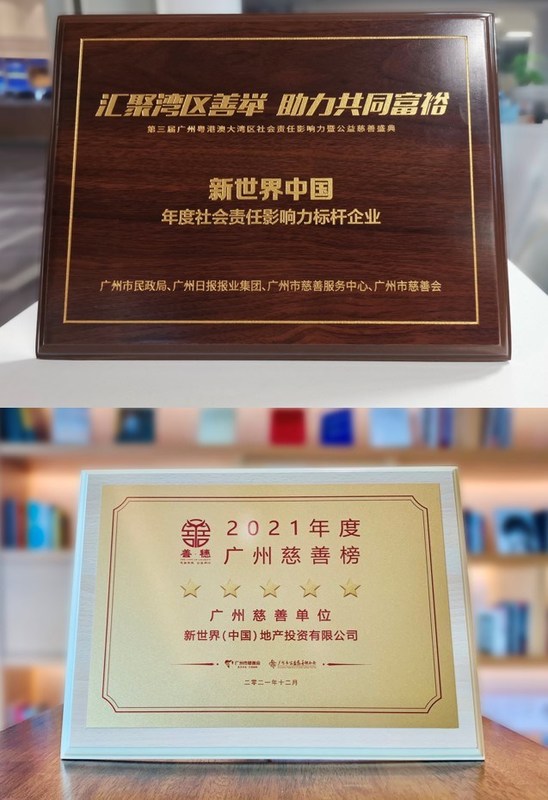 汇聚湾区善举 助力共同富裕
第三届广州粤港澳大湾区社会责任影响力暨公益慈善盛典
新世界中国
年度社会责任影响力标杆企业
广州市民政局、广州日报报业集团、广州市慈善服务中心、广州市慈善会
2021年度
广州慈善榜
善·穗
广州慈善单位
新世界(中国)地产投资有限公司
广州市慈善会
二零二一年十二月